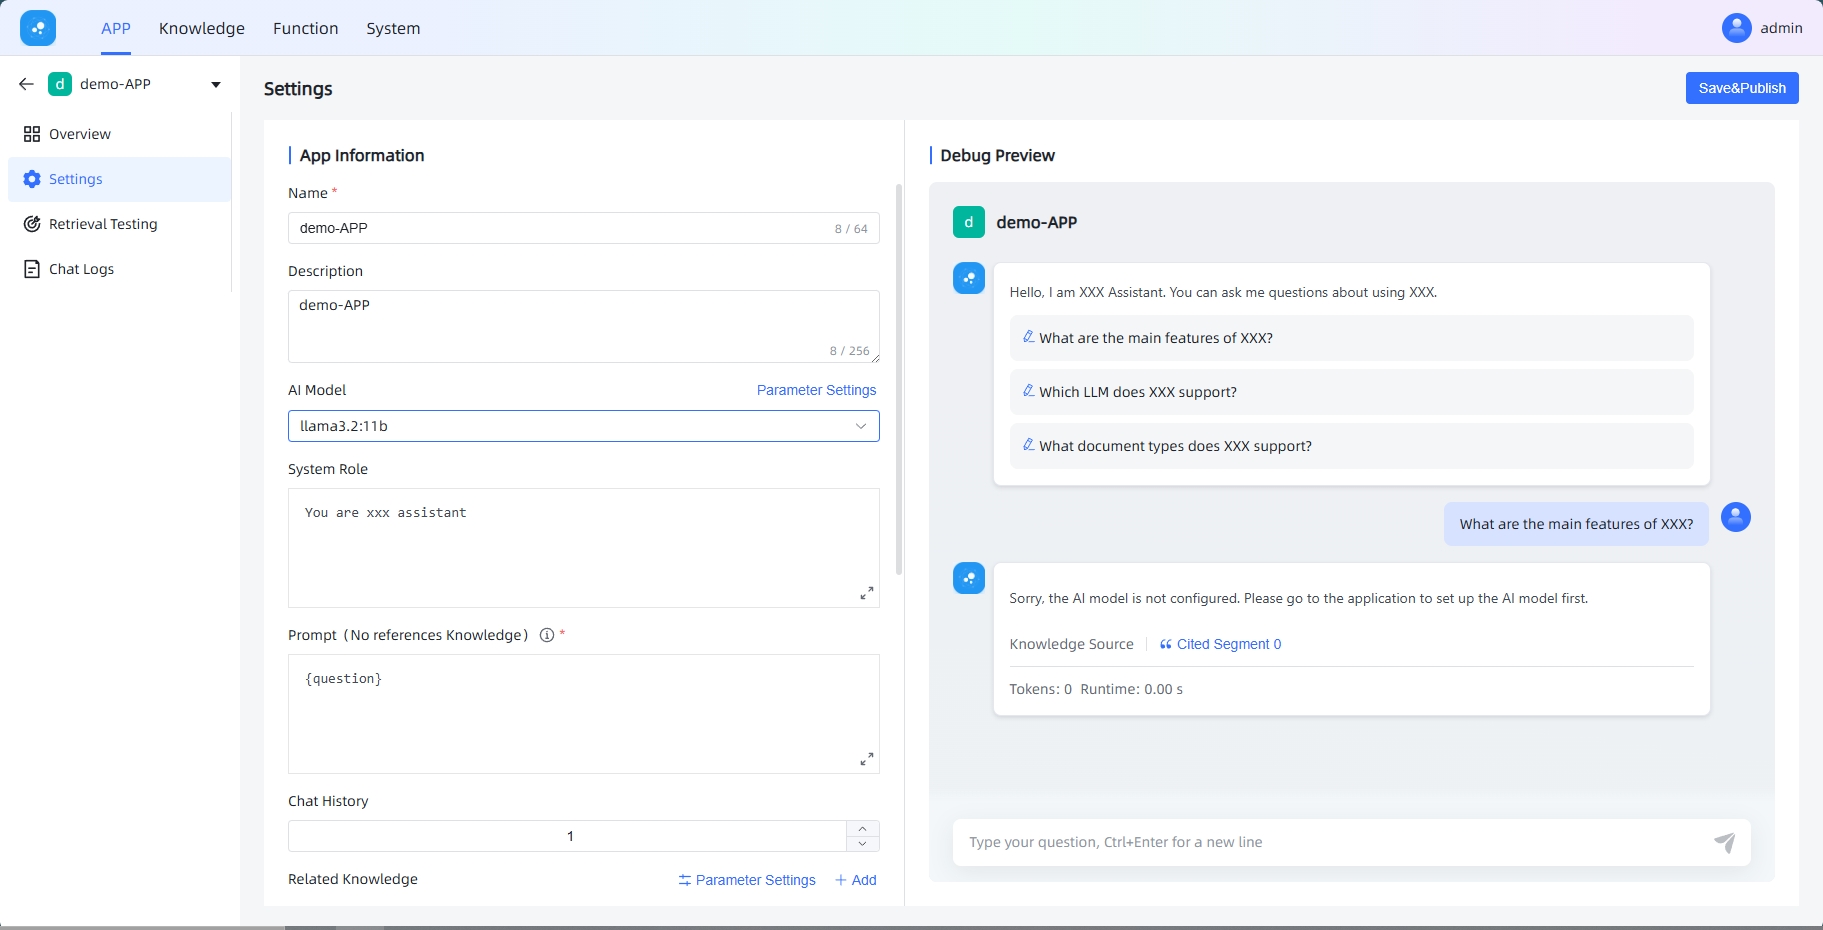 APP Knowledge Function System
admin
d demo-APP
Overview
Settings
Retrieval Testing
Chat Logs
Settings
Save&Publish
App Information
Name *
demo-APP 8 / 64
Description
demo-APP
8 / 256
AI Model Parameter Settings
llama3.2:11b
System Role
You are xxx assistant
Prompt（No references Knowledge） *
{question}
Chat History
1
Related Knowledge Parameter Settings + Add
Debug Preview
d demo-APP
Hello, I am XXX Assistant. You can ask me questions about using XXX.
What are the main features of XXX?
Which LLM does XXX support?
What document types does XXX support?
What are the main features of XXX?
Sorry, the AI model is not configured. Please go to the application to set up the AI model first.
Knowledge Source Cited Segment 0
Tokens: 0 Runtime: 0.00 s
Type your question, Ctrl+Enter for a new line